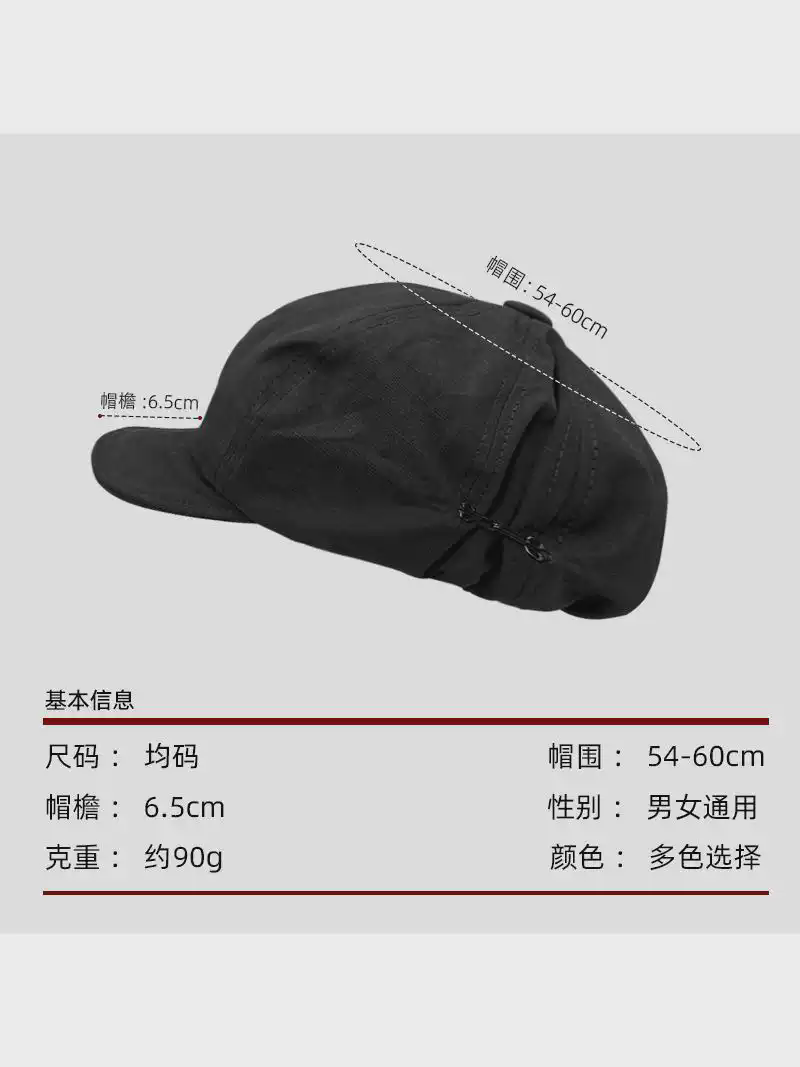 帽围：54-60cm
帽檐：6.5cm
基本信息
尺码： 均码
帽围： 54-60cm
帽檐： 6.5cm
性别： 男女通用
克重： 约90g
颜色： 多色选择